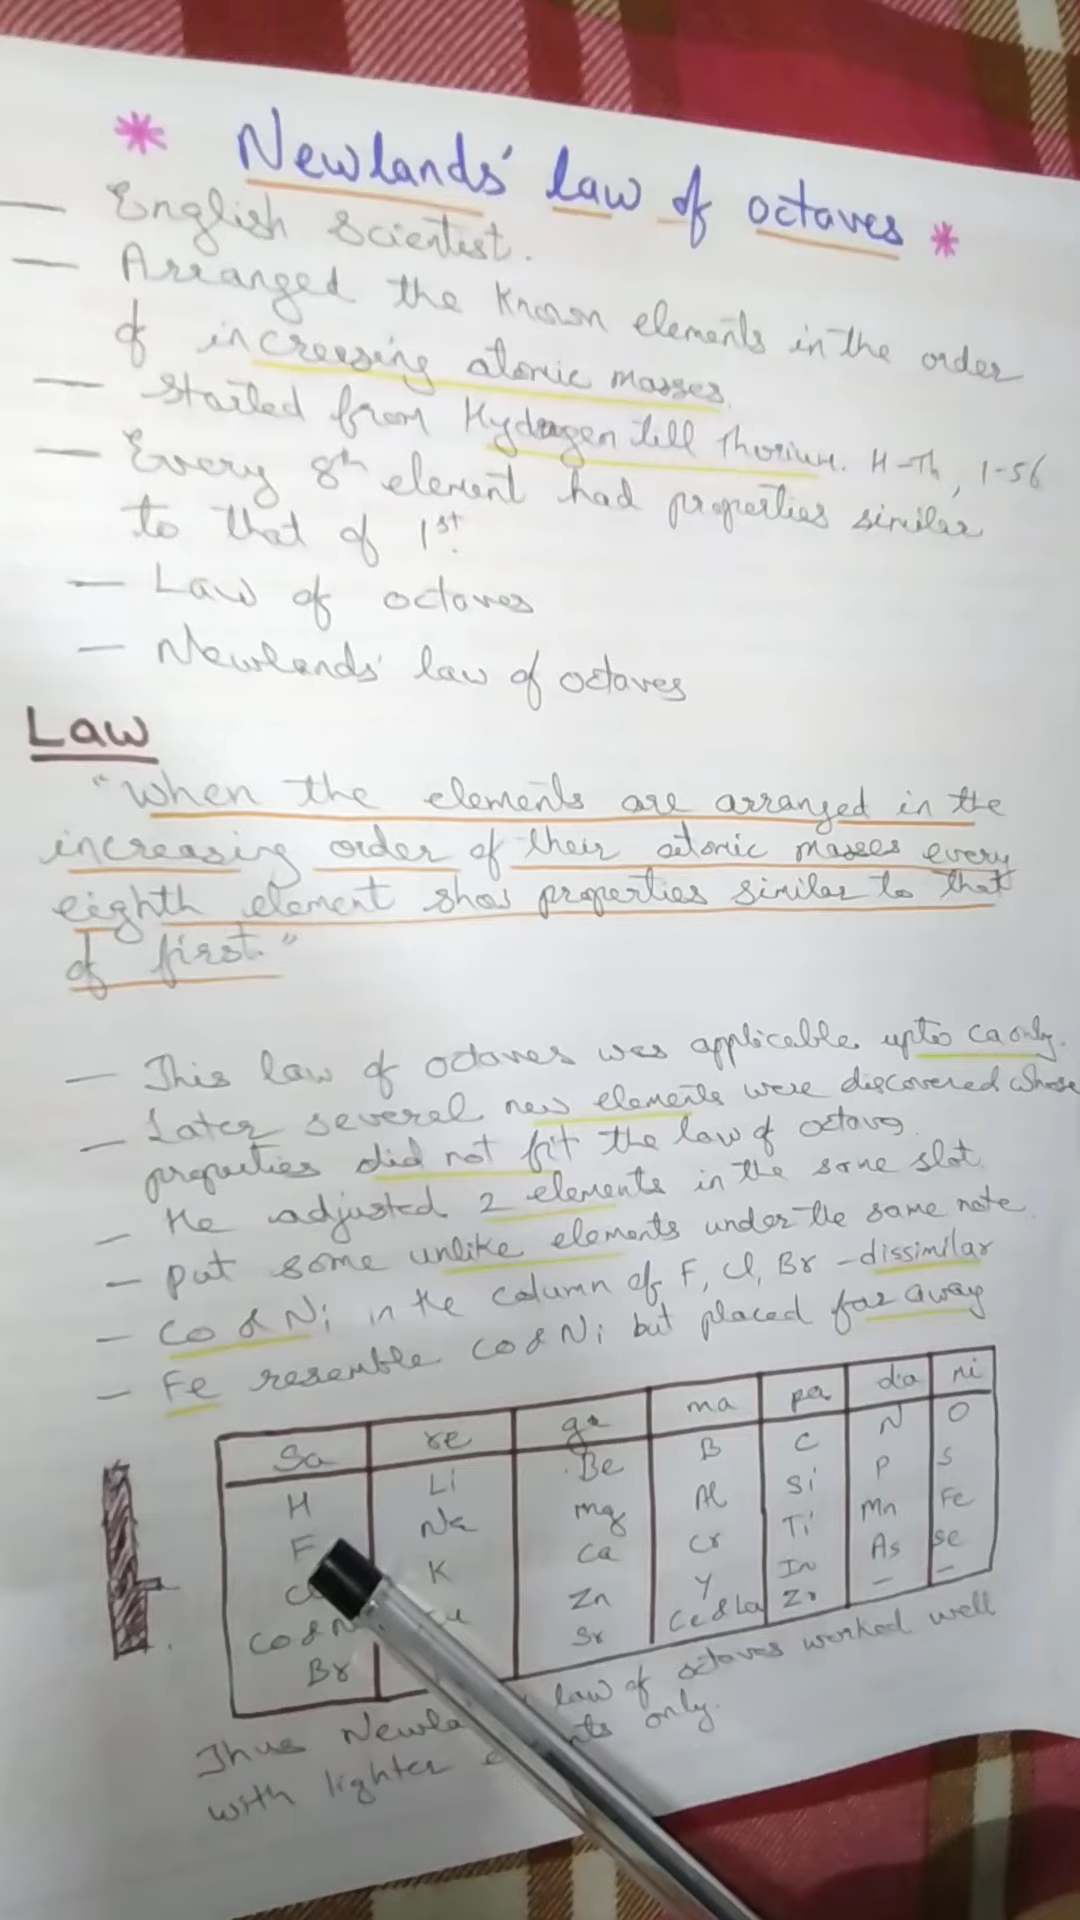 * Newlands' law of octaves *
— English Scientist.
— Arranged the known elements in the order
of increasing atomic masses.
— Started from Hydrogen till Thorium. H-Th, 1-56
— Every 8th element had properties similar
to that of 1st.
— Law of octaves
— Newlands' law of octaves
Law
"When the elements are arranged in the
increasing order of their atomic masses every
eighth element show properties similar to that
of first."
— This law of octaves was applicable upto Ca only.
— Later several new elements were discovered whose
properties did not fit the law of octave.
— He adjusted 2 elements in the same slot.
— put some unlike elements under the same note.
— Co & Ni in the column of F, Cl, Br – dissimilar
— Fe resemble Co & Ni but placed far away
Sa re ga ma pa da ni
H Li Be B C N O
F Na Mg Al Si P S
K Ca Cr Ti Mn Fe
Co & Zn Y In As Se
Br Sr Ce & La Zr – –
Thus law of octaves worked well
with lighter only.